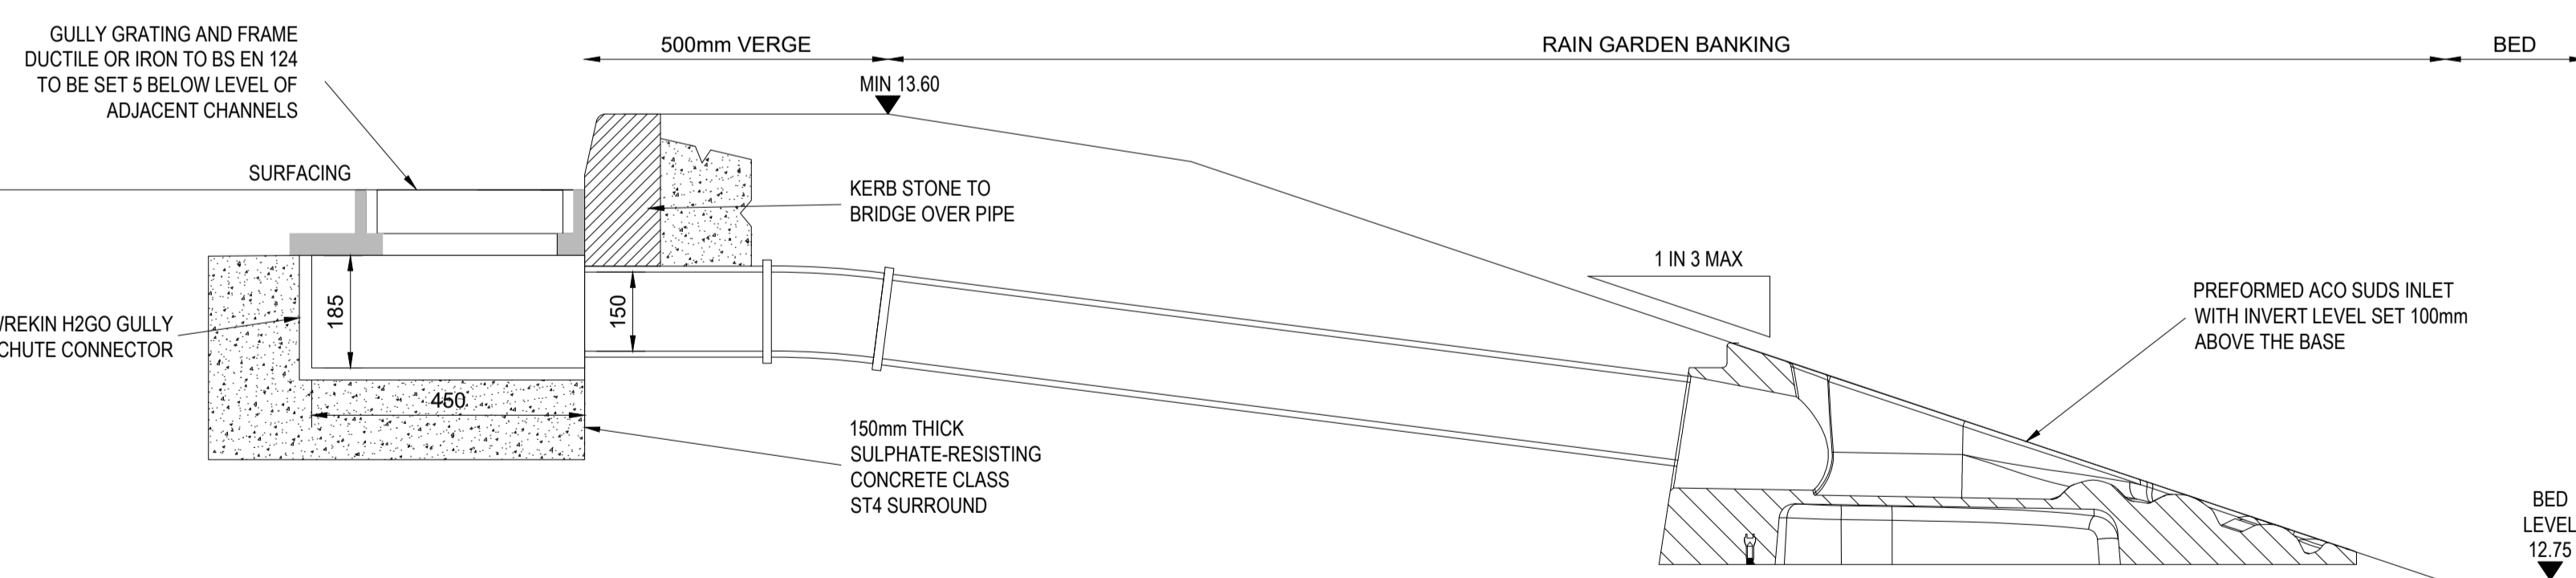 GULLY GRATING AND FRAME
DUCTILE OR IRON TO BS EN 124
TO BE SET 5 BELOW LEVEL OF
ADJACENT CHANNELS
500mm VERGE
RAIN GARDEN BANKING
BED
MIN 13.60
SURFACING
KERB STONE TO
BRIDGE OVER PIPE
1 IN 3 MAX
PREFORMED ACO SUDS INLET
WITH INVERT LEVEL SET 100mm
ABOVE THE BASE
185
150
H2GO GULLY
CHUTE CONNECTOR
450
150mm THICK
SULPHATE-RESISTING
CONCRETE CLASS
ST4 SURROUND
BED
LEVEL
12.75